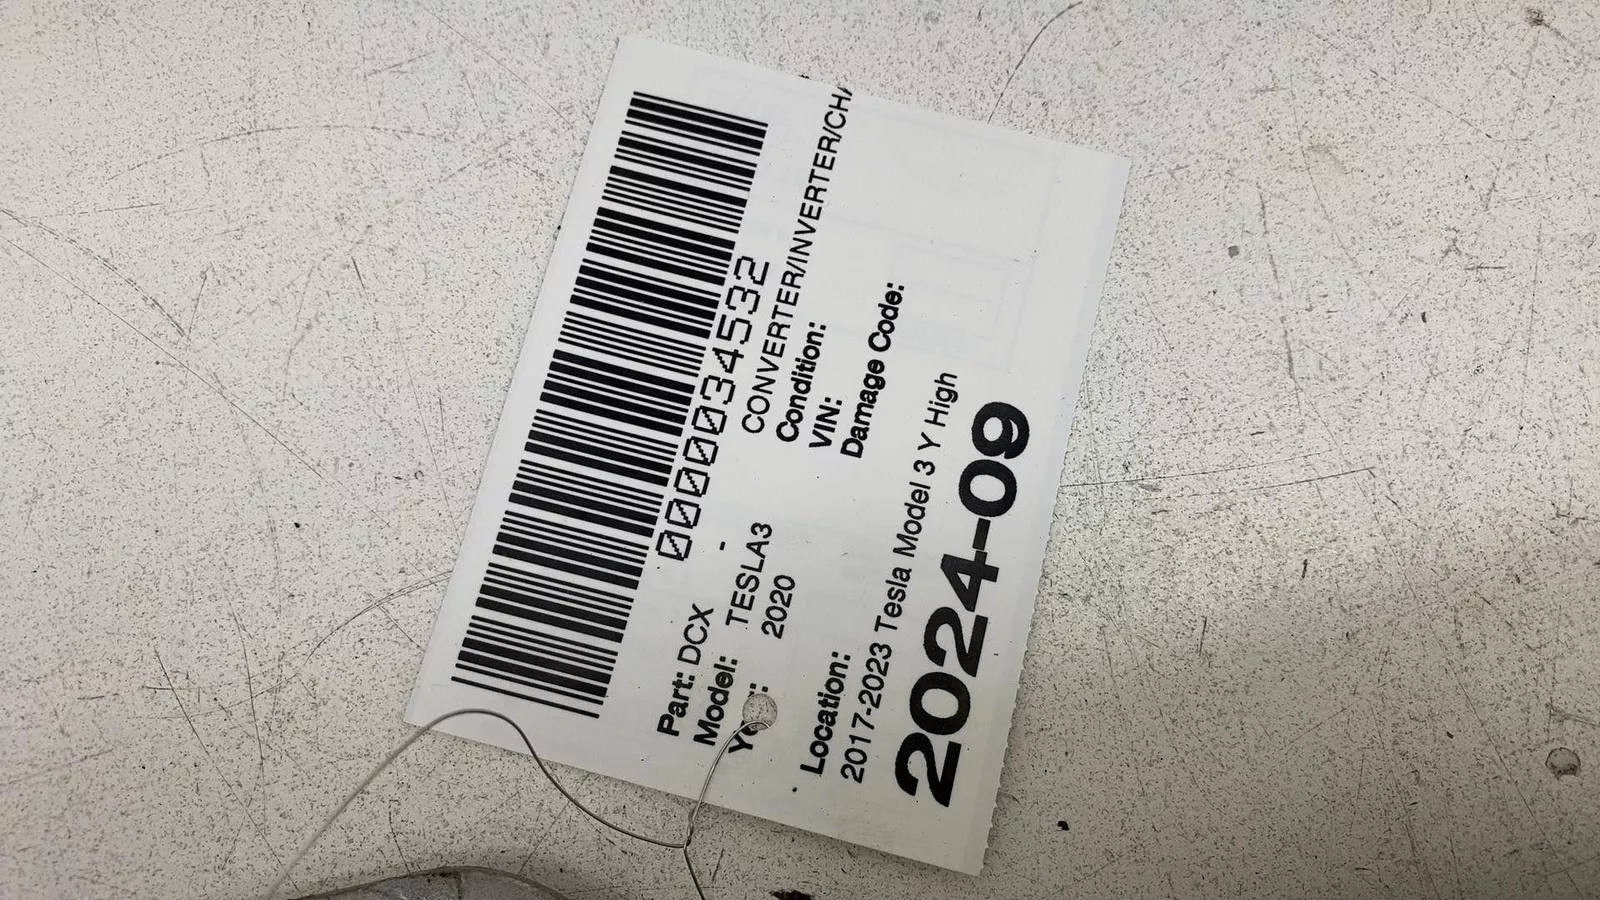 0000034532
Part: DCX - CONVERTER/INVERTER/CHA
Model: TESLA3 Condition:
2020 VIN:
Damage Code:
Location:
2017-2023 Tesla Model 3 Y High
2024-09